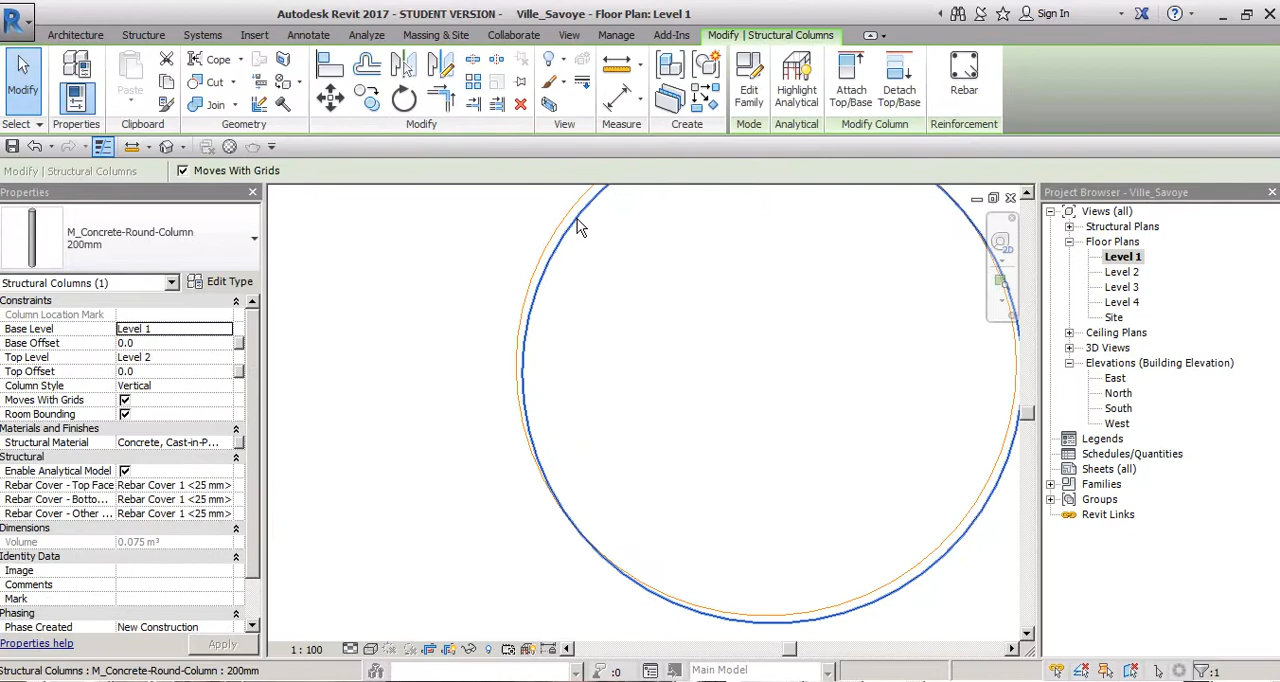 Autodesk Revit 2017 - STUDENT VERSION - Ville_Savoye - Floor Plan: Level 1
Sign In
Architecture Structure Systems Insert Annotate Analyze Massing & Site Collaborate View Manage Add-Ins Modify | Structural Columns
Modify
Paste
Cope
Cut
Join
Edit Family
Highlight Analytical
Attach Top/Base
Detach Top/Base
Rebar
Select Properties Clipboard Geometry Modify View Measure Create Mode Analytical Modify Column Reinforcement
Modify | Structural Columns Moves With Grids
Properties
M_Concrete-Round-Column
200mm
Structural Columns (1) Edit Type
Constraints
Column Location Mark
Base Level Level 1
Base Offset 0.0
Top Level Level 2
Top Offset 0.0
Column Style Vertical
Moves With Grids
Room Bounding
Materials and Finishes
Structural Material Concrete, Cast-in-P...
Structural
Enable Analytical Model
Rebar Cover - Top Face Rebar Cover 1 <25 mm>
Rebar Cover - Botto... Rebar Cover 1 <25 mm>
Rebar Cover - Other ... Rebar Cover 1 <25 mm>
Dimensions
Volume 0.075 m³
Identity Data
Image
Comments
Mark
Phasing
Phase Created New Construction
Properties help Apply
2D
Project Browser - Ville_Savoye
Views (all)
Structural Plans
Floor Plans
Level 1
Level 2
Level 3
Level 4
Site
Ceiling Plans
3D Views
Elevations (Building Elevation)
East
North
South
West
Legends
Schedules/Quantities
Sheets (all)
Families
Groups
Revit Links
1 : 100
Structural Columns : M_Concrete-Round-Column : 200mm :0 Main Model :1